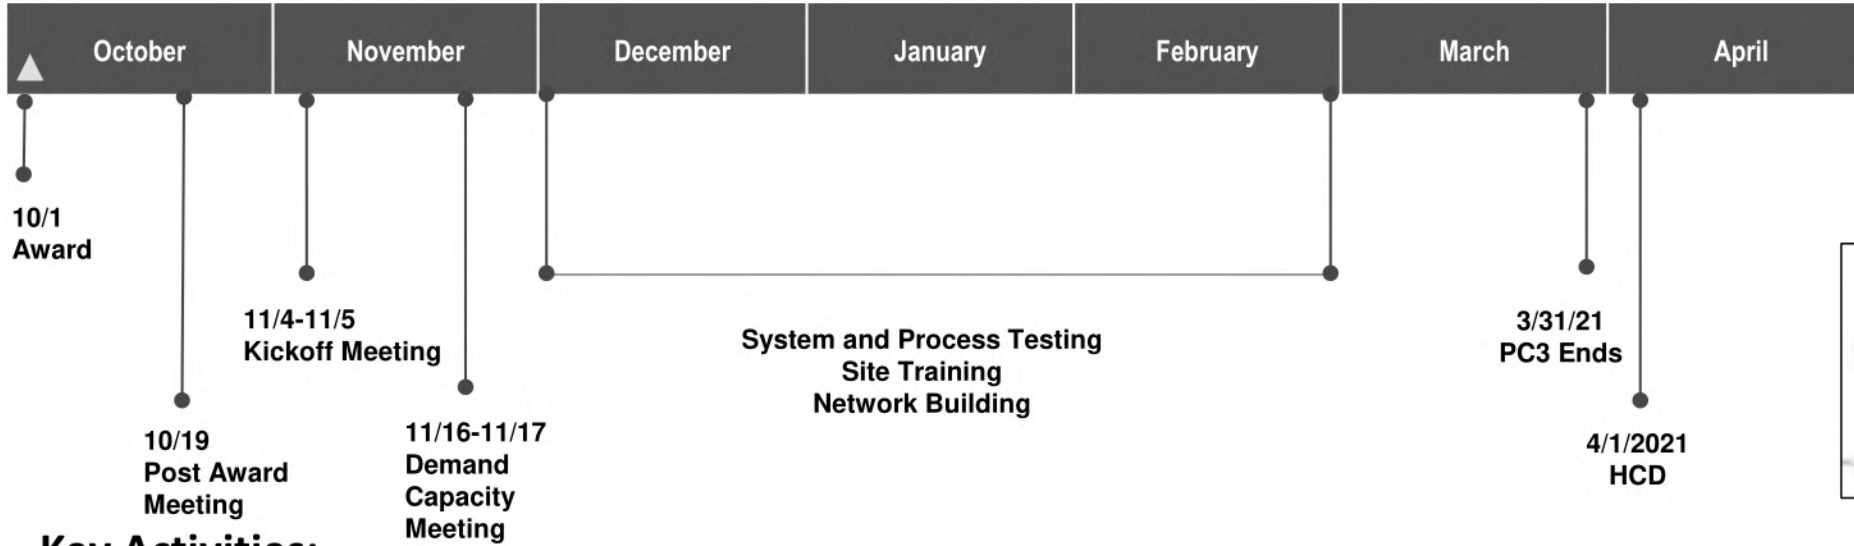 October
November
December
January
February
March
April
10/1
Award
10/19
Post Award
Meeting
11/4-11/5
Kickoff Meeting
11/16-11/17
Demand
Capacity
Meeting
System and Process Testing
Site Training
Network Building
3/31/21
PC3 Ends
4/1/2021
HCD
Key Activities: